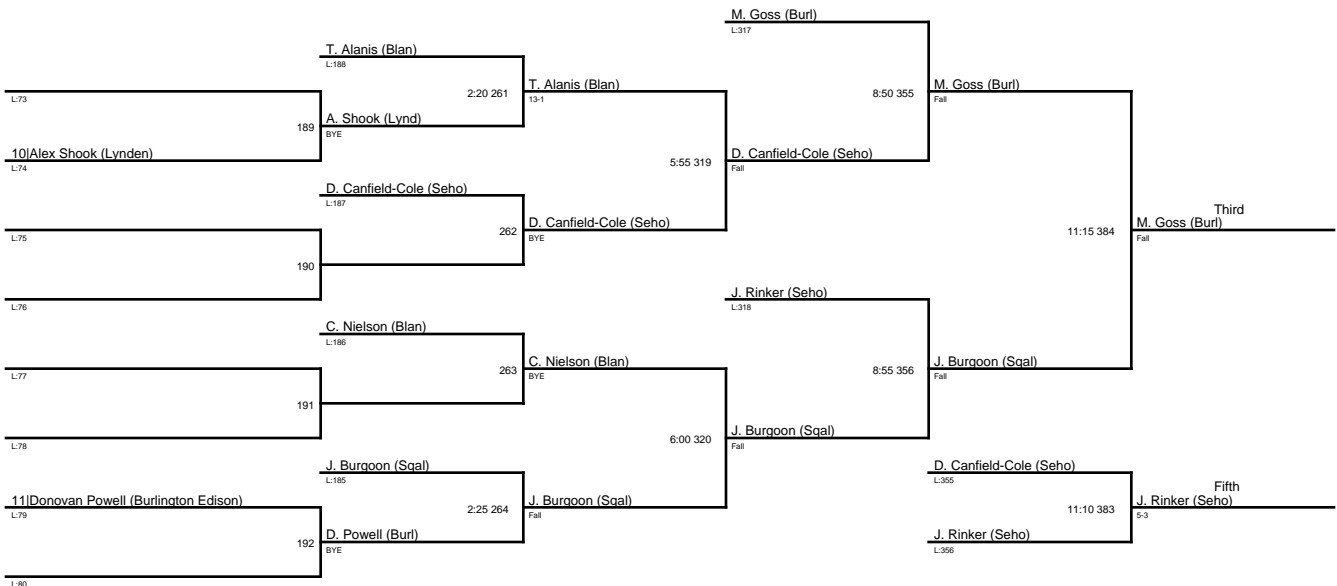 M. Goss (Burl)
L:317
T. Alanis (Blan)
L:188
2:20 261
T. Alanis (Blan)
13-1
8:50 355
M. Goss (Burl)
Fall
L:73
189
A. Shook (Lynd)
BYE
10|Alex Shook (Lynden)
L:74
5:55 319
D. Canfield-Cole (Seho)
Fall
D. Canfield-Cole (Seho)
L:187
Third
L:75
262
D. Canfield-Cole (Seho)
BYE
11:15 384
M. Goss (Burl)
Fall
190
L:76
J. Rinker (Seho)
L:318
C. Nielson (Blan)
L:186
L:77
263
C. Nielson (Blan)
BYE
8:55 356
J. Burgoon (Sqal)
Fall
191
L:78
6:00 320
J. Burgoon (Sqal)
Fall
J. Burgoon (Sqal)
L:185
D. Canfield-Cole (Seho)
L:355
Fifth
11|Donovan Powell (Burlington Edison)
L:79
2:25 264
J. Burgoon (Sqal)
Fall
11:10 383
J. Rinker (Seho)
5-3
192
D. Powell (Burl)
BYE
J. Rinker (Seho)
L:356
L:80